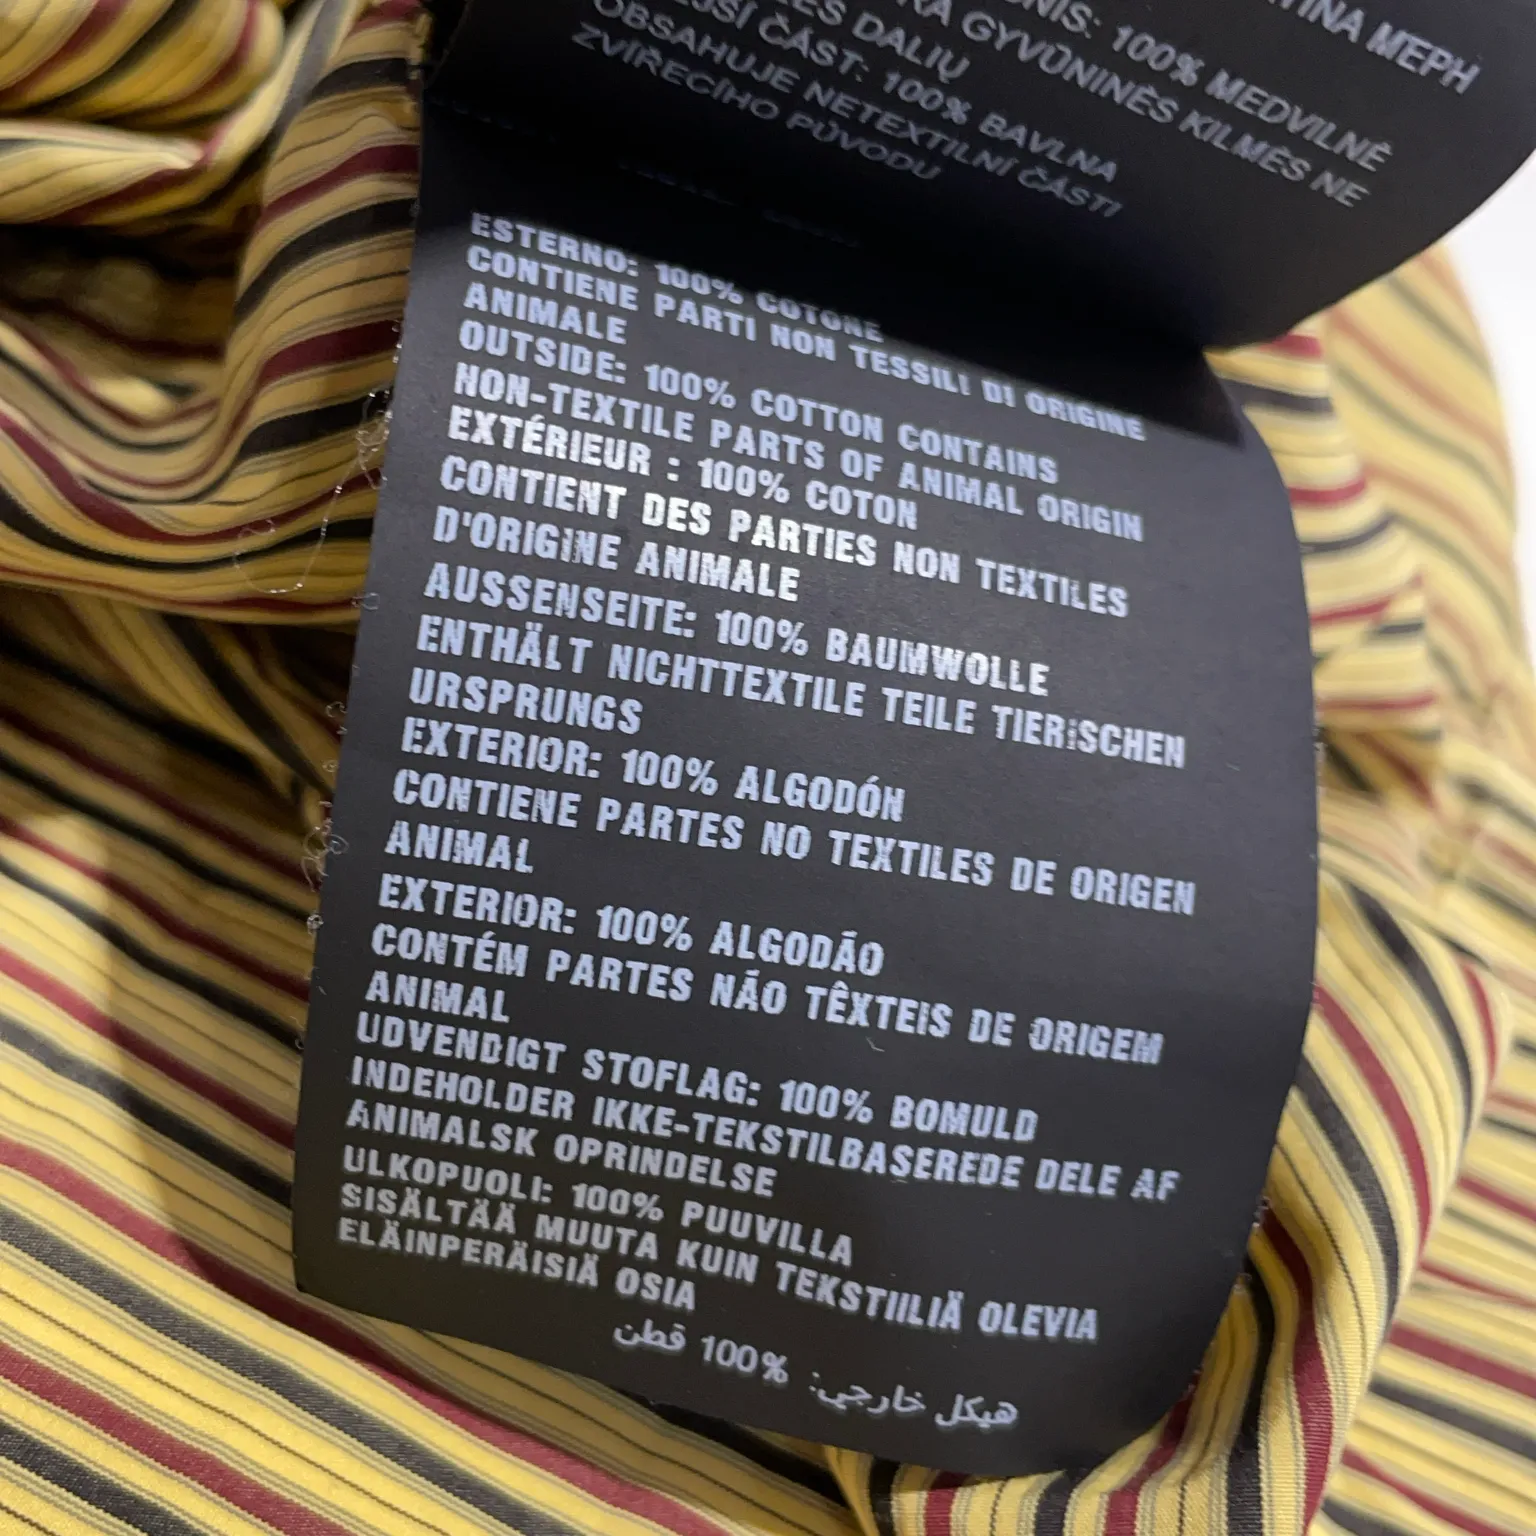 TINA MEPH
NIS: 100% MEDVILNĖ
RA GYVŪNINĖS KILMĖS NE
ĖS DALIŲ
EJŠÍ ČÁST: 100% BAVLNA
OBSAHUJE NETEXTILNÍ ČÁSTI
ZVÍŘECÍHO PŮVODU
ESTERNO: 100% COTONE
CONTIENE PARTI NON TESSILI DI ORIGINE
ANIMALE
OUTSIDE: 100% COTTON CONTAINS
NON-TEXTILE PARTS OF ANIMAL ORIGIN
EXTÉRIEUR : 100% COTON
CONTIENT DES PARTIES NON TEXTILES
D'ORIGINE ANIMALE
AUSSENSEITE: 100% BAUMWOLLE
ENTHÄLT NICHTTEXTILE TEILE TIERISCHEN
URSPRUNGS
EXTERIOR: 100% ALGODÓN
CONTIENE PARTES NO TEXTILES DE ORIGEN
ANIMAL
EXTERIOR: 100% ALGODÃO
CONTÉM PARTES NÃO TÊXTEIS DE ORIGEM
ANIMAL
UDVENDIGT STOFLAG: 100% BOMULD
INDEHOLDER IKKE-TEKSTILBASEREDE DELE AF
ANIMALSK OPRINDELSE
ULKOPUOLI: 100% PUUVILLA
SISÄLTÄÄ MUUTA KUIN TEKSTIILIÄ OLEVIA
ELÄINPERÄISIÄ OSIA
هيكل خارجي: 100% قطن